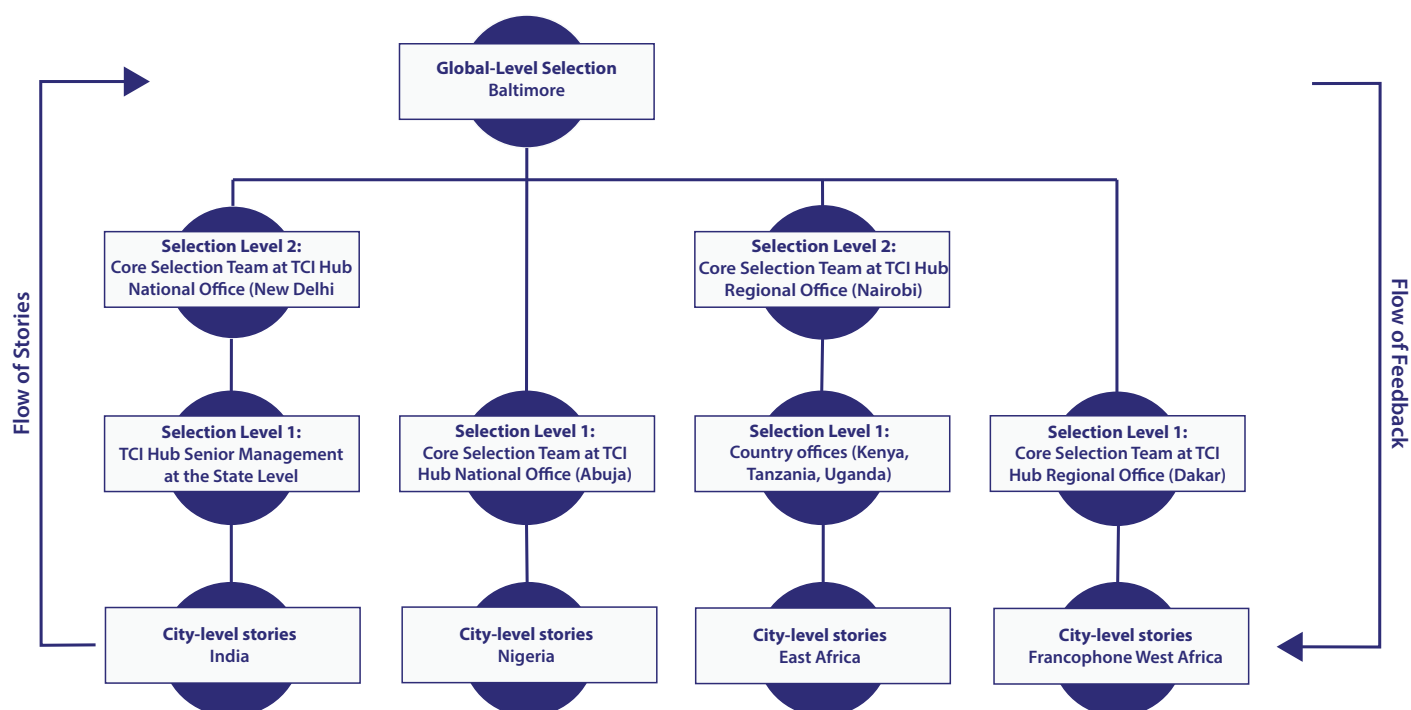 Global-Level Selection
Baltimore
Flow of Stories
Flow of Feedback
Selection Level 2:
Core Selection Team at TCI Hub
National Office (New Delhi
Selection Level 2:
Core Selection Team at TCI Hub
Regional Office (Nairobi)
Selection Level 1:
TCI Hub Senior Management
at the State Level
Selection Level 1:
Core Selection Team at TCI
Hub National Office (Abuja)
Selection Level 1:
Country offices (Kenya,
Tanzania, Uganda)
Selection Level 1:
Core Selection Team at TCI
Hub Regional Office (Dakar)
City-level stories
India
City-level stories
Nigeria
City-level stories
East Africa
City-level stories
Francophone West Africa